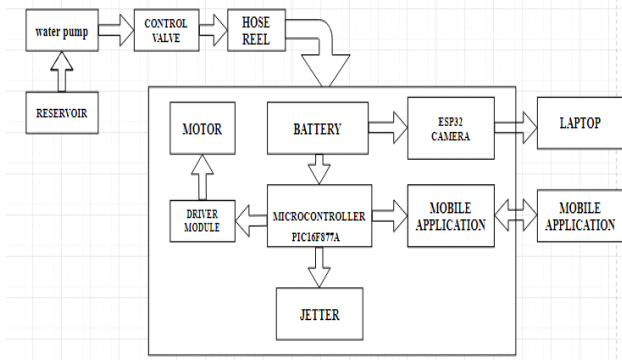 water pump
CONTROL
VALVE
HOSE
REEL
RESERVOIR
MOTOR
BATTERY
ESP32
CAMERA
LAPTOP
DRIVER
MODULE
MICROCONTROLLER
PIC16F877A
MOBILE
APPLICATION
MOBILE
APPLICATION
JETTER